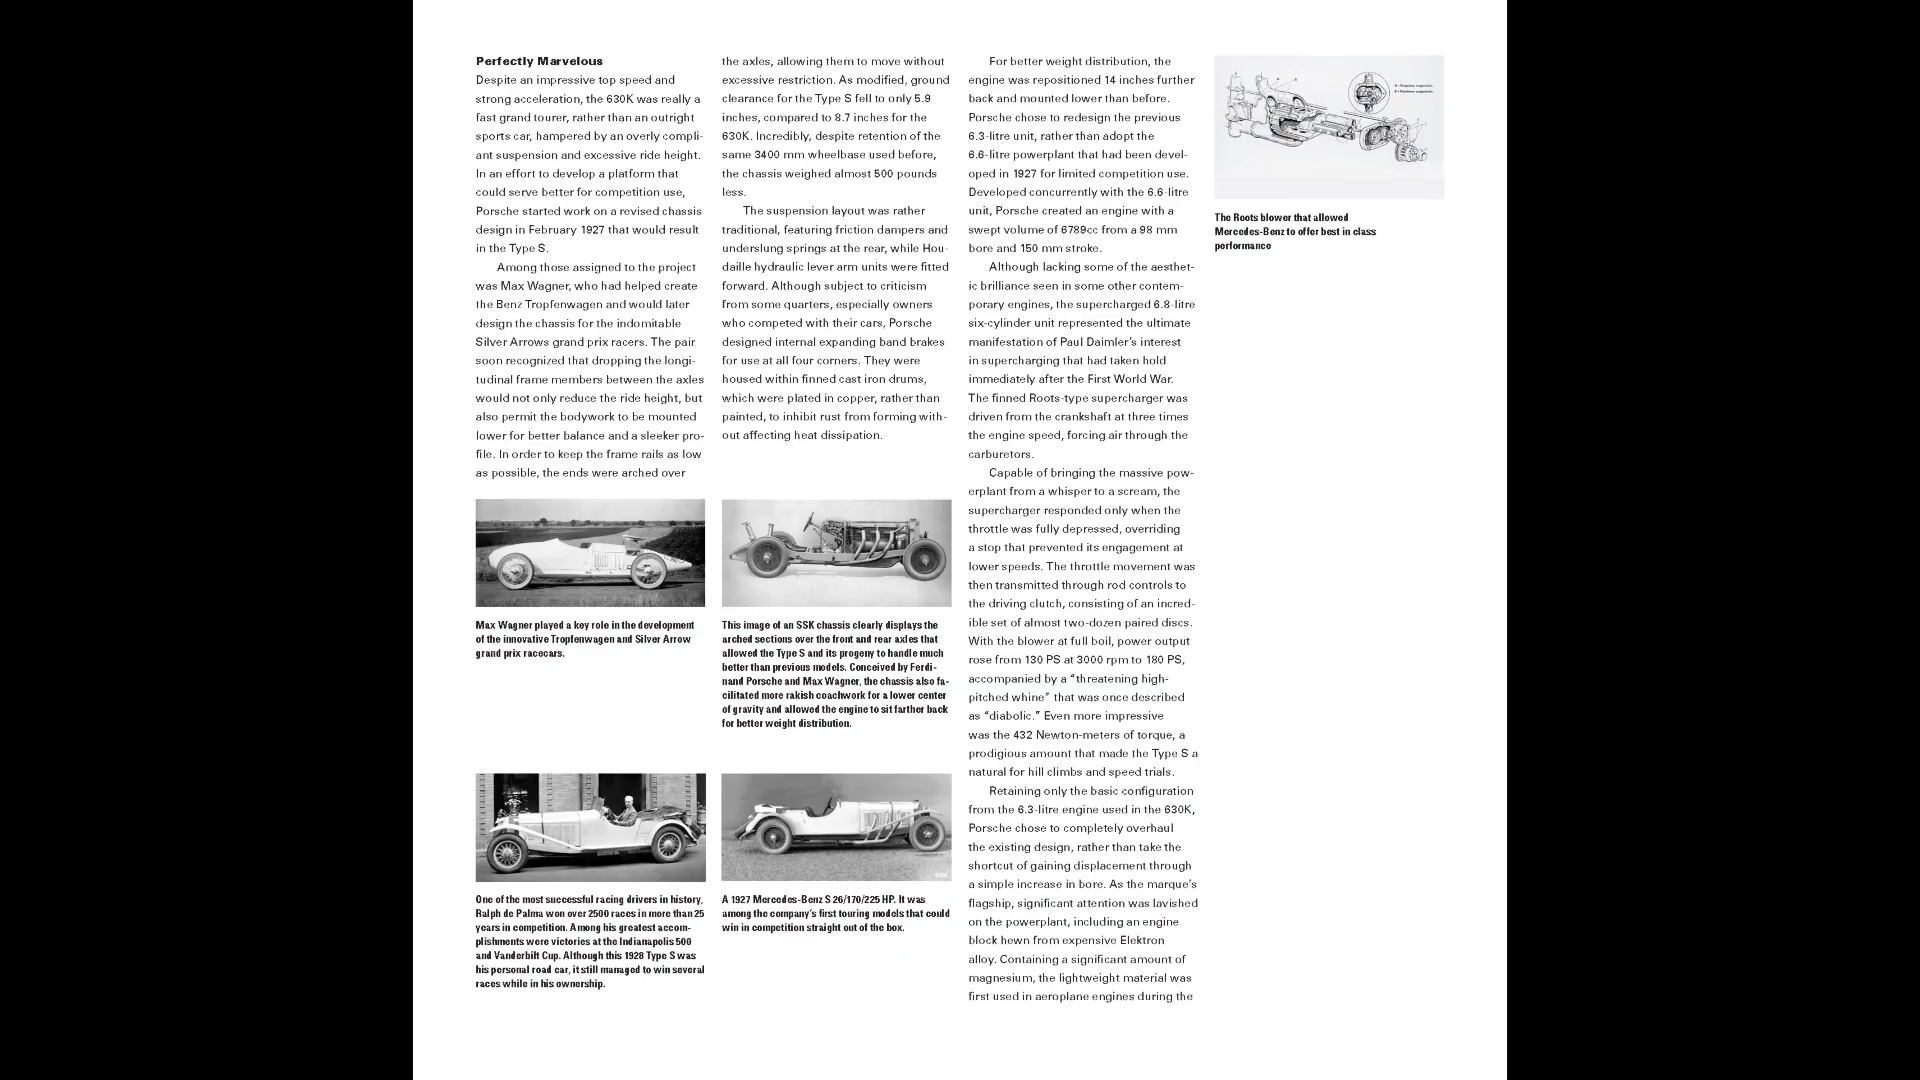 Perfectly Marvelous
Despite an impressive top speed and
strong acceleration, the 630K was really a
fast grand tourer, rather than an outright
sports car, hampered by an overly compli-
ant suspension and excessive ride height.
In an effort to develop a platform that
could serve better for competition use,
Porsche started work on a revised chassis
design in February 1927 that would result
in the Type S.
Among those assigned to the project
was Max Wagner, who had helped create
the Benz Tropfenwagen and would later
design the chassis for the indomitable
Silver Arrows grand prix racers. The pair
soon recognized that dropping the longi-
tudinal frame members between the axles
would not only reduce the ride height, but
also permit the bodywork to be mounted
lower for better balance and a sleeker pro-
file. In order to keep the frame rails as low
as possible, the ends were arched over
the axles, allowing them to move without
excessive restriction. As modified, ground
clearance for the Type S fell to only 5.9
inches, compared to 8.7 inches for the
630K. Incredibly, despite retention of the
same 3400 mm wheelbase used before,
the chassis weighed almost 500 pounds
less.
The suspension layout was rather
traditional, featuring friction dampers and
underslung springs at the rear, while Hou-
daille hydraulic lever arm units were fitted
forward. Although subject to criticism
from some quarters, especially owners
who competed with their cars, Porsche
designed internal expanding band brakes
for use at all four corners. They were
housed within finned cast iron drums,
which were plated in copper, rather than
painted, to inhibit rust from forming with-
out affecting heat dissipation.
For better weight distribution, the
engine was repositioned 14 inches further
back and mounted lower than before.
Porsche chose to redesign the previous
6.3-litre unit, rather than adopt the
6.6-litre powerplant that had been devel-
oped in 1927 for limited competition use.
Developed concurrently with the 6.6-litre
unit, Porsche created an engine with a
swept volume of 6789cc from a 98 mm
bore and 150 mm stroke.
Although lacking some of the aesthet-
ic brilliance seen in some other contem-
porary engines, the supercharged 6.8-litre
six-cylinder unit represented the ultimate
manifestation of Paul Daimler's interest
in supercharging that had taken hold
immediately after the First World War.
The finned Roots-type supercharger was
driven from the crankshaft at three times
the engine speed, forcing air through the
carburetors.
Capable of bringing the massive pow-
erplant from a whisper to a scream, the
supercharger responded only when the
throttle was fully depressed, overriding
a stop that prevented its engagement at
lower speeds. The throttle movement was
then transmitted through rod controls to
the driving clutch, consisting of an incred-
ible set of almost two-dozen paired discs.
With the blower at full boil, power output
rose from 130 PS at 3000 rpm to 180 PS,
accompanied by a “threatening high-
pitched whine” that was once described
as “diabolic.” Even more impressive
was the 432 Newton-meters of torque, a
prodigious amount that made the Type S a
natural for hill climbs and speed trials.
Retaining only the basic configuration
from the 6.3-litre engine used in the 630K,
Porsche chose to completely overhaul
the existing design, rather than take the
shortcut of gaining displacement through
a simple increase in bore. As the marque's
flagship, significant attention was lavished
on the powerplant, including an engine
block hewn from expensive Elektron
alloy. Containing a significant amount of
magnesium, the lightweight material was
first used in aeroplane engines during the
The Roots blower that allowed
Mercedes-Benz to offer best in class
performance
Max Wagner played a key role in the development
of the innovative Tropfenwagen and Silver Arrow
grand prix racecars.
This image of an SSK chassis clearly displays the
arched sections over the front and rear axles that
allowed the Type S and its progeny to handle much
better than previous models. Conceived by Ferdi-
nand Porsche and Max Wagner, the chassis also fa-
cilitated more rakish coachwork for a lower center
of gravity and allowed the engine to sit farther back
for better weight distribution.
One of the most successful racing drivers in history,
Ralph de Palma won over 2500 races in more than 25
years in competition. Among his greatest accom-
plishments were victories at the Indianapolis 500
and Vanderbilt Cup. Although this 1928 Type S was
his personal road car, it still managed to win several
races while in his ownership.
A 1927 Mercedes-Benz S 26/170/225 HP. It was
among the company's first touring models that could
win in competition straight out of the box.